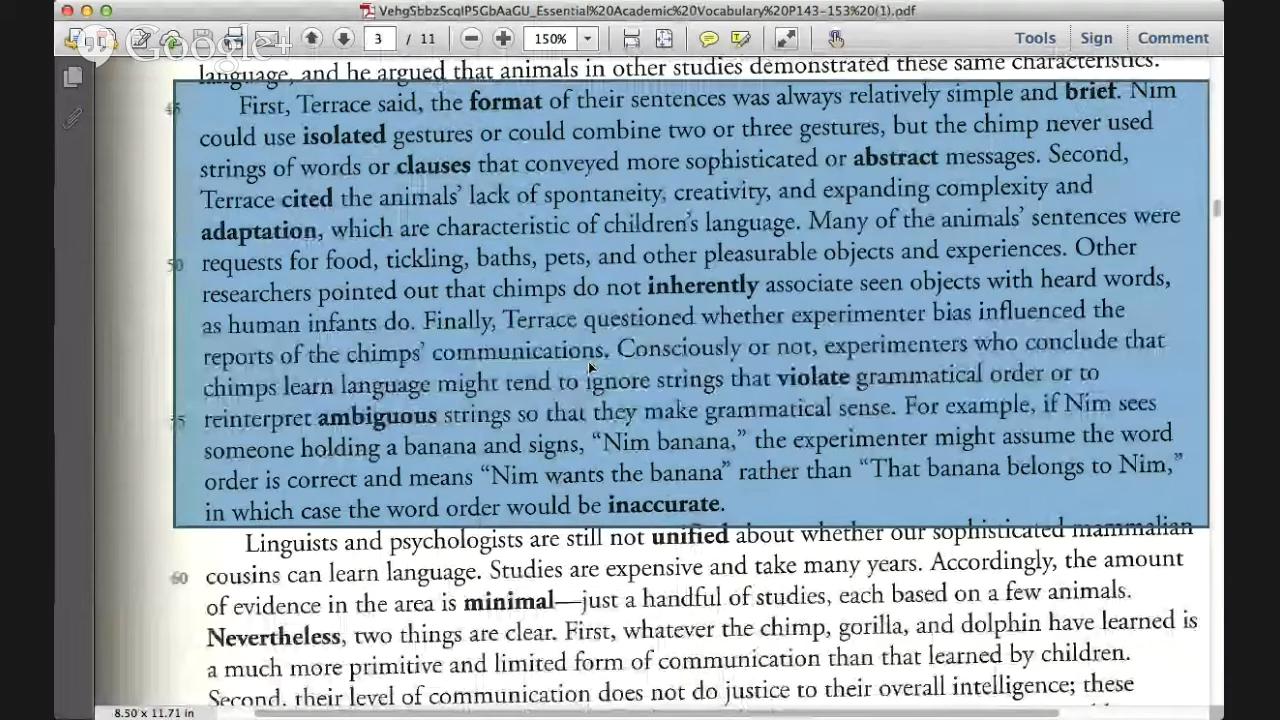 VehgSbbzScqIP5GbAaGU_Essential%20Academic%20Vocabulary%20P143-153%20(1).pdf
Google+
3 / 11 150% Tools Sign Comment
language, and he argued that animals in other studies demonstrated these same characteristics.
45 First, Terrace said, the format of their sentences was always relatively simple and brief. Nim
could use isolated gestures or could combine two or three gestures, but the chimp never used
strings of words or clauses that conveyed more sophisticated or abstract messages. Second,
Terrace cited the animals' lack of spontaneity, creativity, and expanding complexity and
adaptation, which are characteristic of children's language. Many of the animals' sentences were
50 requests for food, tickling, baths, pets, and other pleasurable objects and experiences. Other
researchers pointed out that chimps do not inherently associate seen objects with heard words,
as human infants do. Finally, Terrace questioned whether experimenter bias influenced the
reports of the chimps' communications. Consciously or not, experimenters who conclude that
chimps learn language might tend to ignore strings that violate grammatical order or to
55 reinterpret ambiguous strings so that they make grammatical sense. For example, if Nim sees
someone holding a banana and signs, “Nim banana,” the experimenter might assume the word
order is correct and means “Nim wants the banana” rather than “That banana belongs to Nim,”
in which case the word order would be inaccurate.
Linguists and psychologists are still not unified about whether our sophisticated mammalian
60 cousins can learn language. Studies are expensive and take many years. Accordingly, the amount
of evidence in the area is minimal—just a handful of studies, each based on a few animals.
Nevertheless, two things are clear. First, whatever the chimp, gorilla, and dolphin have learned is
a much more primitive and limited form of communication than that learned by children.
Second, their level of communication does not do justice to their overall intelligence; these
8.50 x 11.71 in